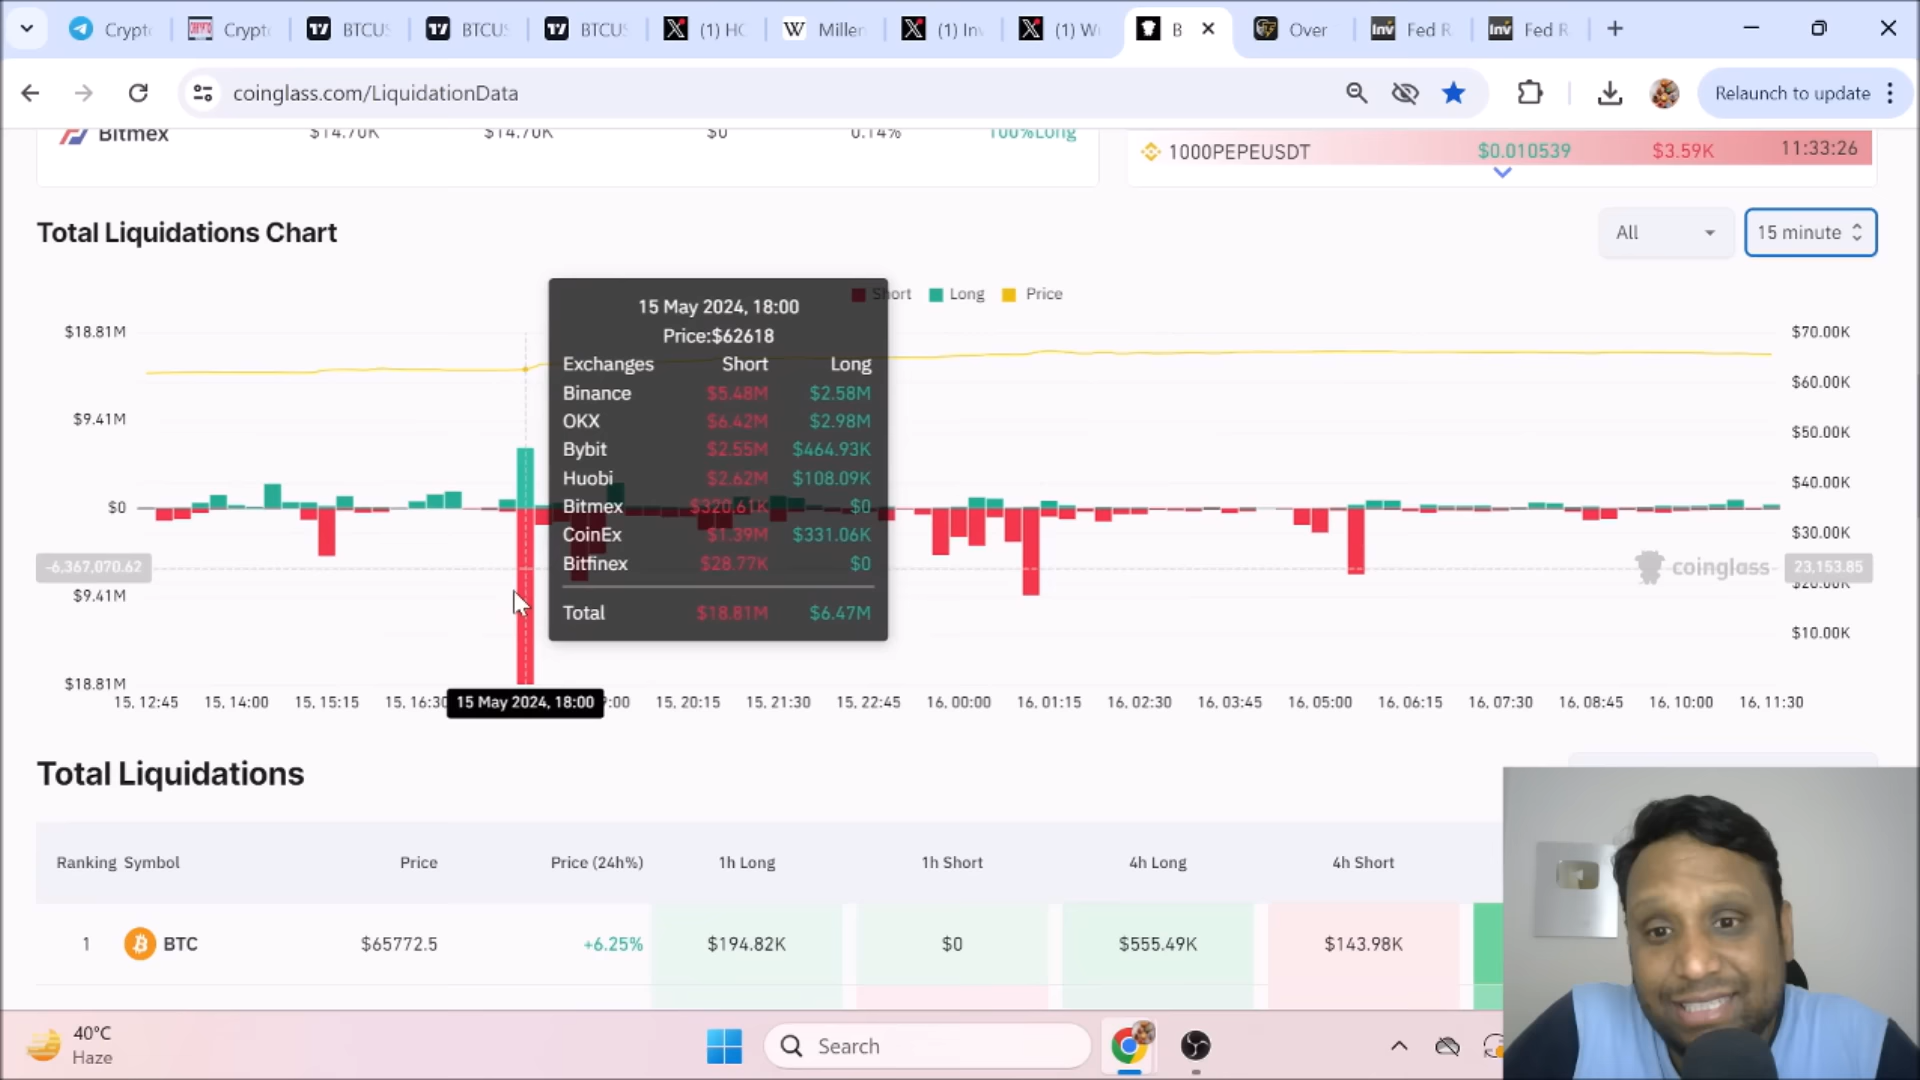 Crypto
Crypto
BTCUS
BTCUS
BTCUS
(1) HO
Miller
(1) In
(1) W
B
Over
Fed R
Fed R
coinglass.com/LiquidationData
Relaunch to update
Bitmex $14.70K $14.70K $0 0.14% 100%Long
1000PEPEUSDT $0.010539 $3.59K 11:33:26
Total Liquidations Chart
All
15 minute
Short Long Price
15 May 2024, 18:00
Price:$62618
Exchanges Short Long
Binance $5.48M $2.58M
OKX $6.42M $2.98M
Bybit $2.55M $464.93K
Huobi $2.62M $108.09K
Bitmex $320.61K $0
CoinEx $1.39M $331.06K
Bitfinex $28.77K $0
Total $18.81M $6.47M
$18.81M
$9.41M
$0
-6,367,070.62
$9.41M
$18.81M
$70.00K
$60.00K
$50.00K
$40.00K
$30.00K
23,153.85
$20.00K
$10.00K
coinglass
15, 12:45 15, 14:00 15, 15:15 15, 16:30 15 May 2024, 18:00 9:00 15, 20:15 15, 21:30 15, 22:45 16, 00:00 16, 01:15 16, 02:30 16, 03:45 16, 05:00 16, 06:15 16, 07:30 16, 08:45 16, 10:00 16, 11:30
Total Liquidations
Ranking Symbol Price Price (24h%) 1h Long 1h Short 4h Long 4h Short
1 BTC $65772.5 +6.25% $194.82K $0 $555.49K $143.98K
40°C
Haze
Search